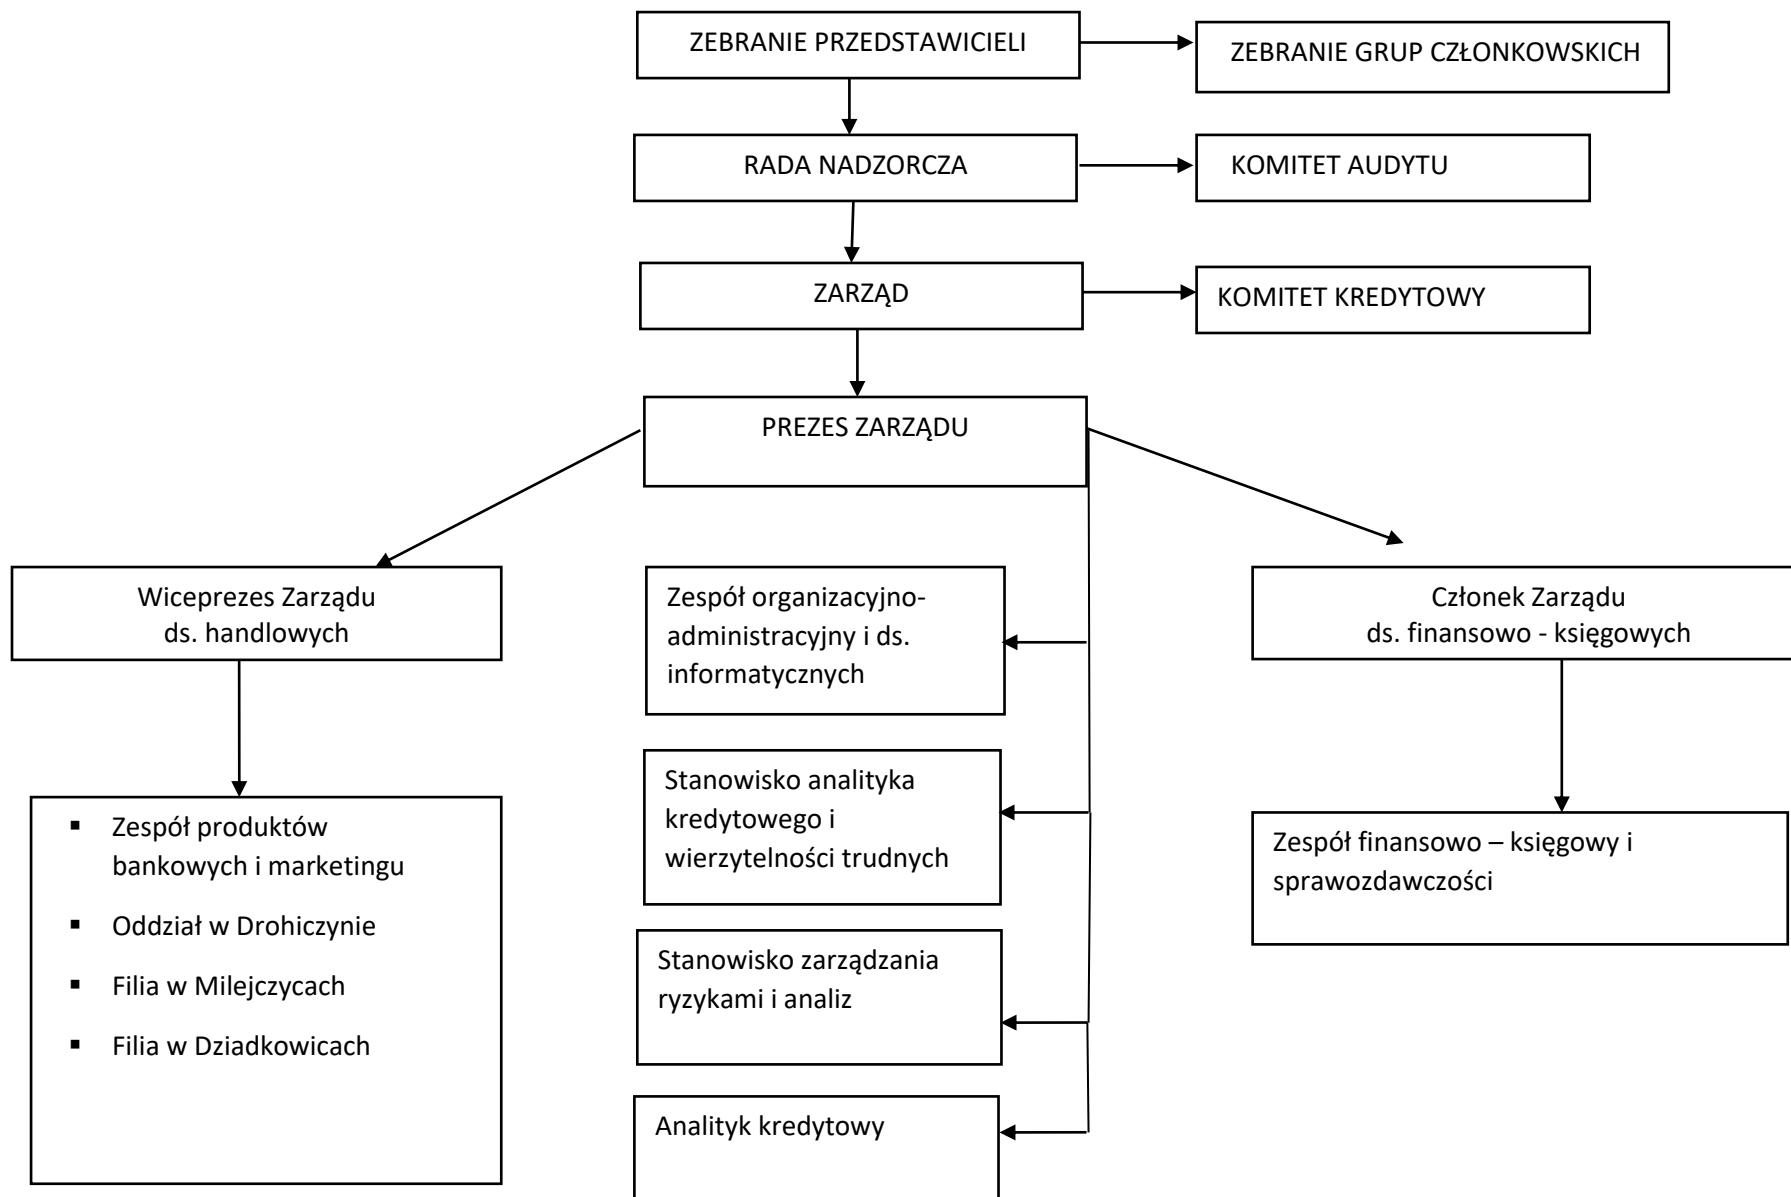 ZEBRANIE PRZEDSTAWICIELI
ZEBRANIE GRUP CZŁONKOWSKICH
RADA NADZORCZA
KOMITET AUDYTU
ZARZĄD
KOMITET KREDYTOWY
PREZES ZARZĄDU
Wiceprezes Zarządu
ds. handlowych
Zespół organizacyjno-
administracyjny i ds.
informatycznych
Członek Zarządu
ds. finansowo - księgowych
▪ Zespół produktów
bankowych i marketingu
▪ Oddział w Drohiczynie
▪ Filia w Milejczycach
▪ Filia w Dziadkowicach
Stanowisko analityka
kredytowego i
wierzytelności trudnych
Zespół finansowo – księgowy i
sprawozdawczości
Stanowisko zarządzania
ryzykami i analiz
Analityk kredytowy